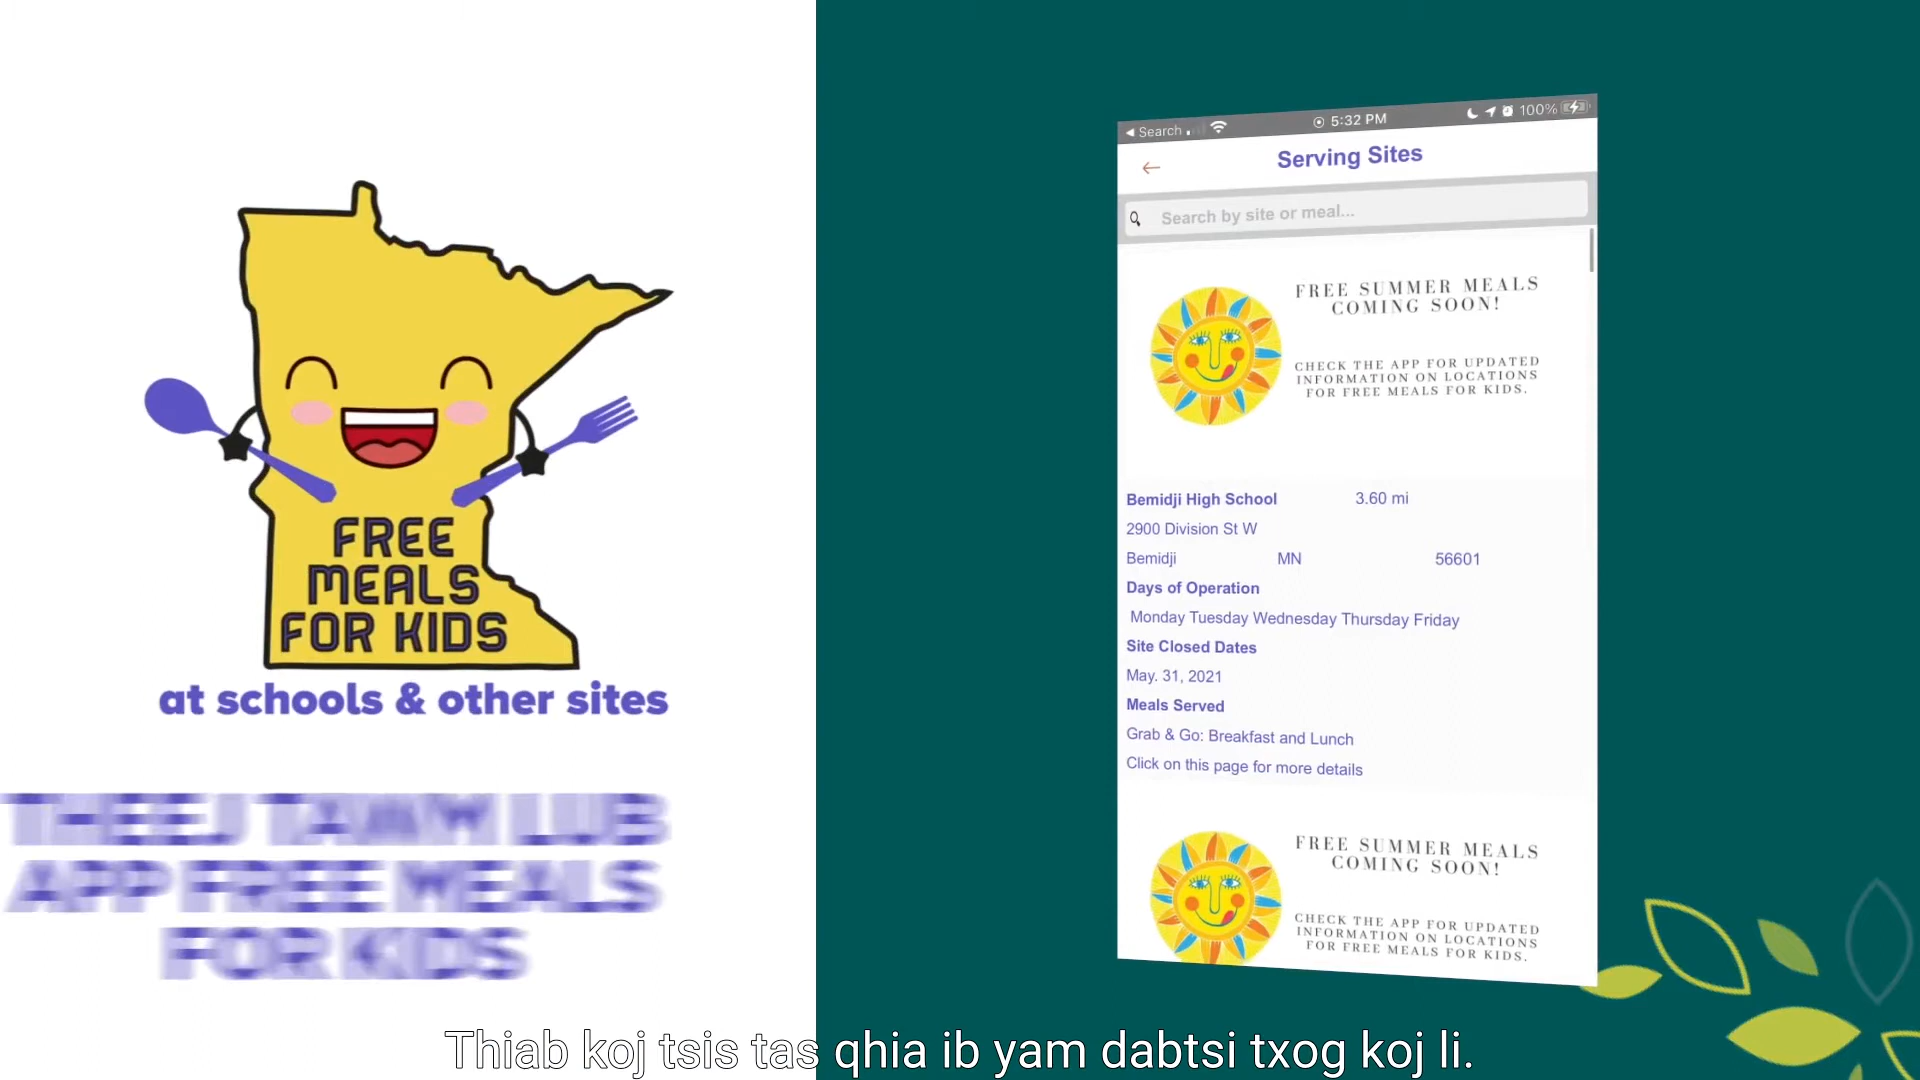 FREE
MEALS
FOR KIDS
at schools & other sites
APP FREE MEALS
FOR KIDS
Search
5:32 PM
100%
Serving Sites
Search by site or meal...
FREE SUMMER MEALS
COMING SOON!
CHECK THE APP FOR UPDATED
INFORMATION ON LOCATIONS
FOR FREE MEALS FOR KIDS.
Bemidji High School 3.60 mi
2900 Division St W
Bemidji MN 56601
Days of Operation
Monday Tuesday Wednesday Thursday Friday
Site Closed Dates
May. 31, 2021
Meals Served
Grab & Go: Breakfast and Lunch
Click on this page for more details
FREE SUMMER MEALS
COMING SOON!
CHECK THE APP FOR UPDATED
INFORMATION ON LOCATIONS
FOR FREE MEALS FOR KIDS.
Thiab koj tsis tas qhia ib yam dabtsi txog koj li.